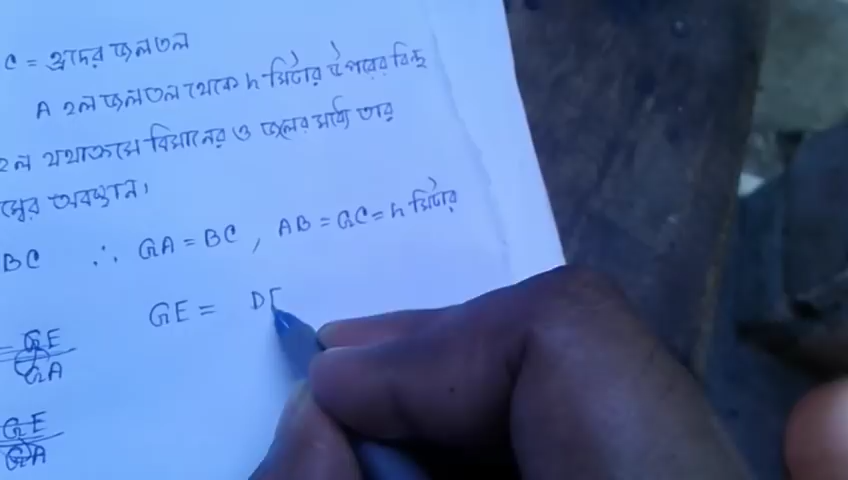 C = হ্রদের জলতল
A হল জলতল থেকে h মিটার উপরের বিন্দু
হল যথাক্রমে বিমানের ও জলের মধ্যে তার
অবস্থান।
BC ∴ GA = BC , AB = GC = h মিটার
GE = D
= GE
GA
GE
GA